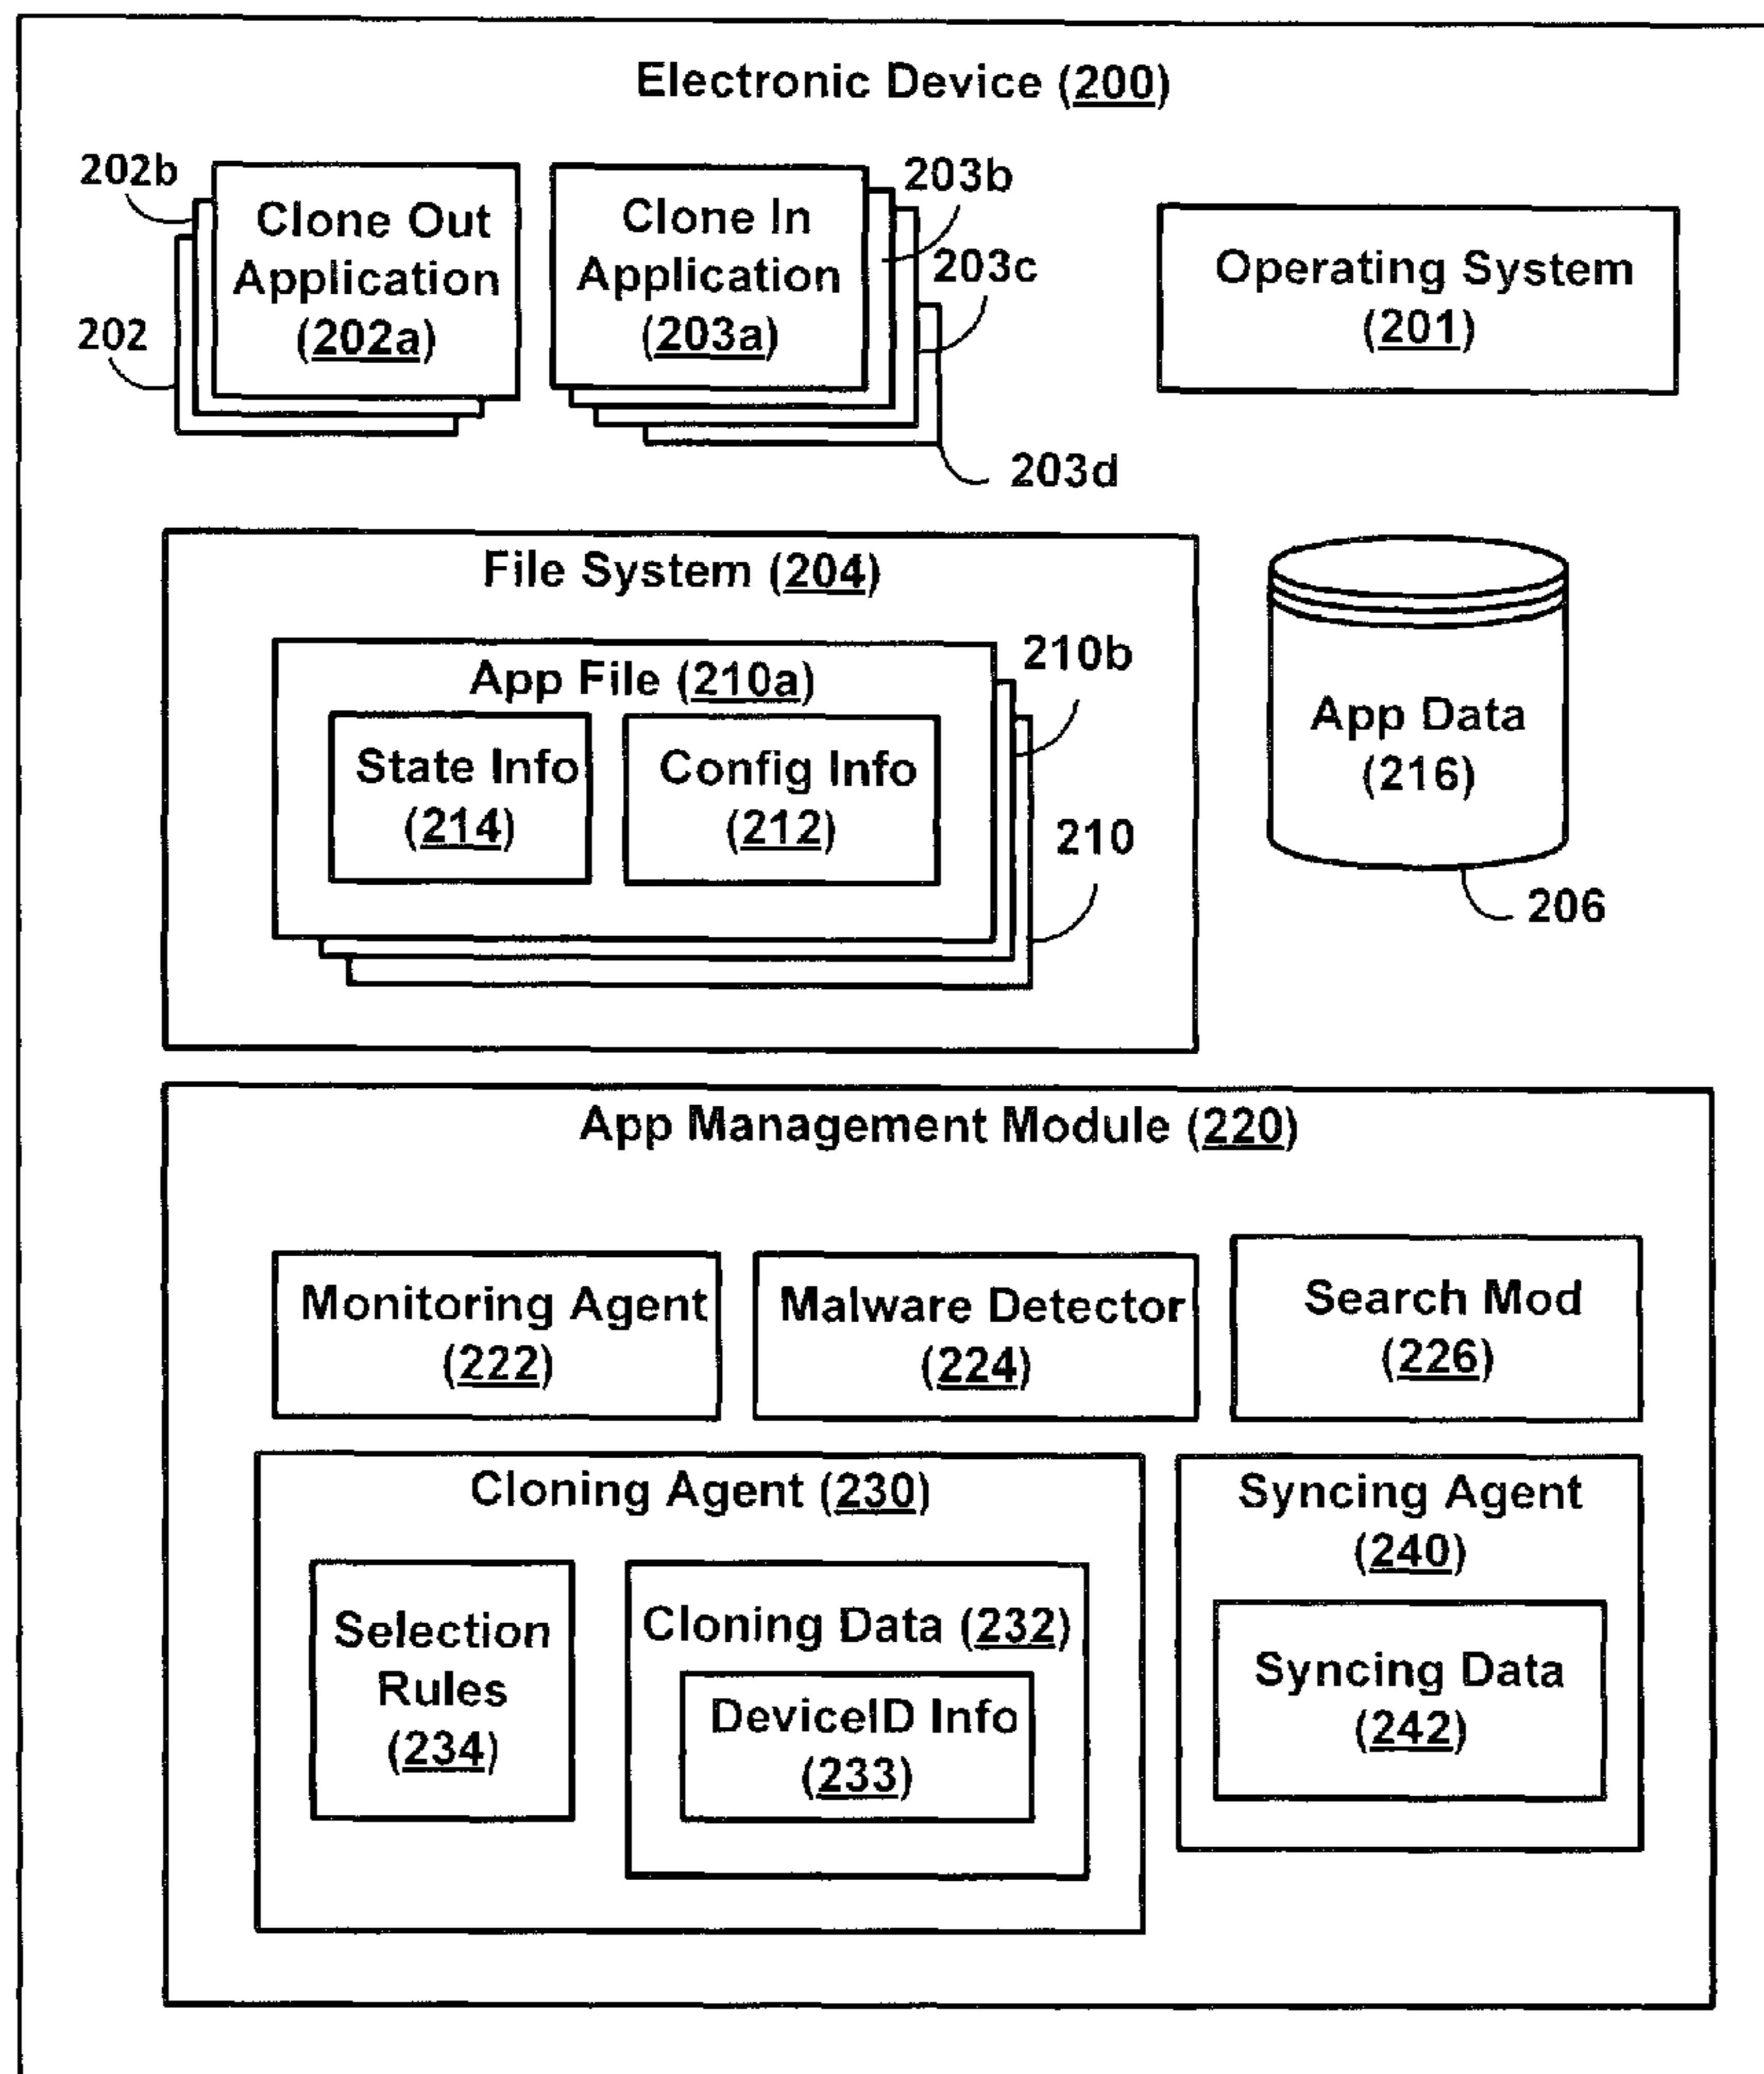 Electronic Device (200)
202b
Clone Out
Application
(202a)
202
Clone In
Application
(203a)
203b
203c
203d
Operating System
(201)
File System (204)
App File (210a)
State Info
(214)
Config Info
(212)
210b
210
App Data
(216)
206
App Management Module (220)
Monitoring Agent
(222)
Malware Detector
(224)
Search Mod
(226)
Cloning Agent (230)
Selection
Rules
(234)
Cloning Data (232)
DeviceID Info
(233)
Syncing Agent
(240)
Syncing Data
(242)